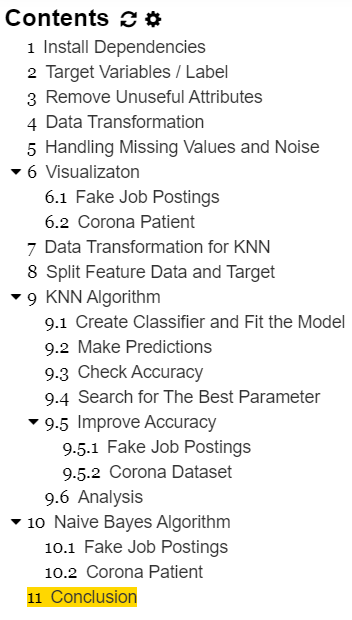 Contents
1 Install Dependencies
2 Target Variables / Label
3 Remove Unuseful Attributes
4 Data Transformation
5 Handling Missing Values and Noise
6 Visualizaton
6.1 Fake Job Postings
6.2 Corona Patient
7 Data Transformation for KNN
8 Split Feature Data and Target
9 KNN Algorithm
9.1 Create Classifier and Fit the Model
9.2 Make Predictions
9.3 Check Accuracy
9.4 Search for The Best Parameter
9.5 Improve Accuracy
9.5.1 Fake Job Postings
9.5.2 Corona Dataset
9.6 Analysis
10 Naive Bayes Algorithm
10.1 Fake Job Postings
10.2 Corona Patient
11 Conclusion